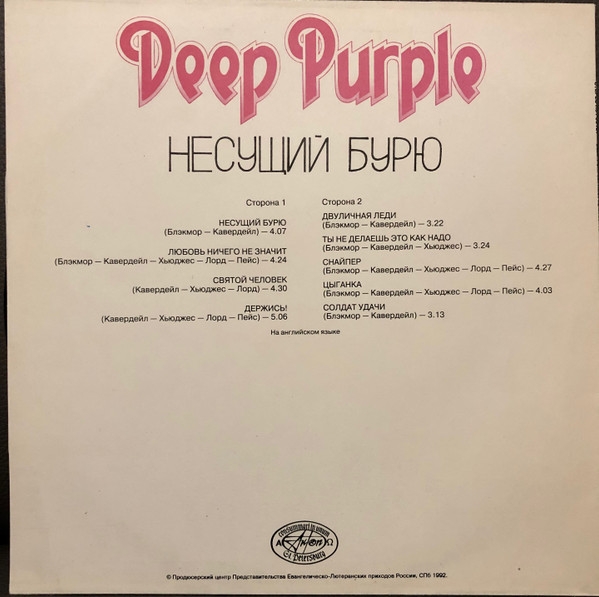 Deep Purple
НЕСУЩИЙ БУРЮ
Сторона 1
НЕСУЩИЙ БУРЮ
(Блэкмор — Кавердейл) — 4.07
ЛЮБОВЬ НИЧЕГО НЕ ЗНАЧИТ
(Блэкмор — Кавердейл — Хьюджес — Лорд — Пейс) — 4.24
СВЯТОЙ ЧЕЛОВЕК
(Кавердейл — Хьюджес — Лорд) — 4.30
ДЕРЖИСЬ!
(Кавердейл — Хьюджес — Лорд — Пейс) — 5.06
Сторона 2
ДВУЛИЧНАЯ ЛЕДИ
(Блэкмор — Кавердейл) — 3.22
ТЫ НЕ ДЕЛАЕШЬ ЭТО КАК НАДО
(Блэкмор — Кавердейл — Хьюджес) — 3.24
СНАЙПЕР
(Блэкмор — Кавердейл — Хьюджес — Лорд — Пейс) — 4.27
ЦЫГАНКА
(Блэкмор — Кавердейл — Хьюджес — Лорд — Пейс) — 4.03
СОЛДАТ УДАЧИ
(Блэкмор — Кавердейл) — 3.13
На английском языке
Α Ω
St Petersburg
© Продюсерский центр Представительства Евангелическо-Лютеранских приходов России, СПб 1992.